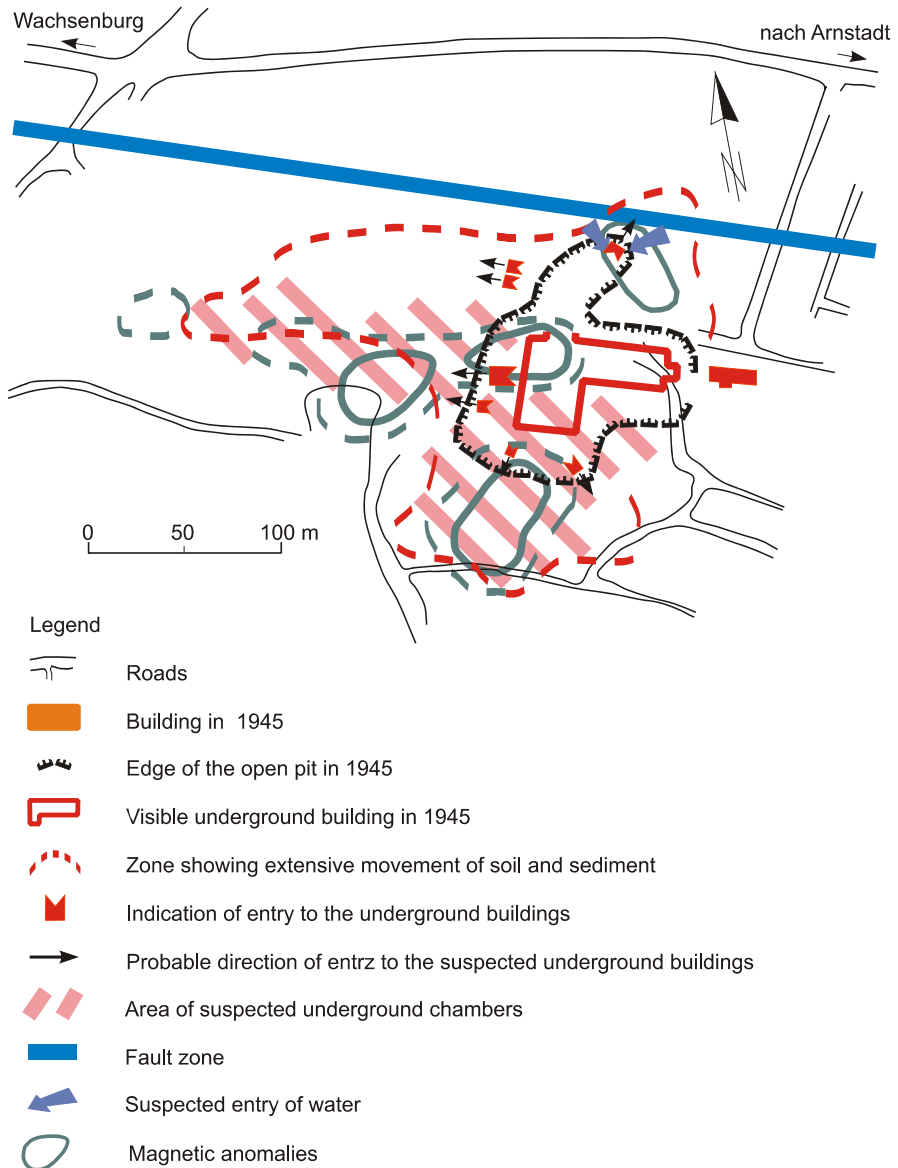 Wachsenburg
nach Arnstadt
N
0 50 100 m
Legend
Roads
Building in 1945
Edge of the open pit in 1945
Visible underground building in 1945
Zone showing extensive movement of soil and sediment
Indication of entry to the underground buildings
Probable direction of entrz to the suspected underground buildings
Area of suspected underground chambers
Fault zone
Suspected entry of water
Magnetic anomalies